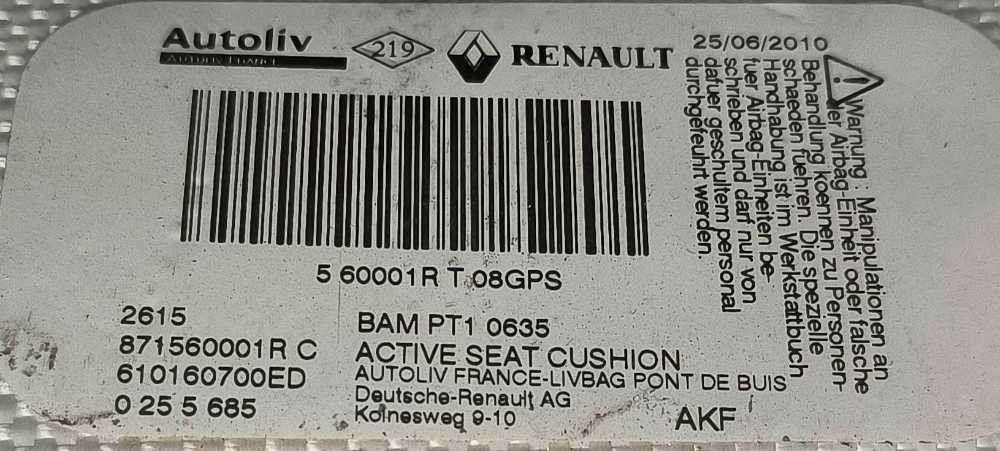 Autoliv
AUTOLIV FRANCE
219
RENAULT
25/06/2010
5 60001R T 08GPS
2615
871560001R C
610160700ED
0 25 5 685
BAM PT1 0635
ACTIVE SEAT CUSHION
AUTOLIV FRANCE-LIVBAG PONT DE BUIS
Deutsche-Renault AG
Kolnesweg 9-10
AKF
Warnung : Manipulationen an
der Airbag-Einheit oder falsche
Behandlung koennen zu Personen-
schaeden fuehren. Die spezielle
Handhabung ist im Werkstattbuch
fuer Airbag-Einheiten be-
schrieben und darf nur von
dafuer geschultem personal
durchgefeuhrt werden.